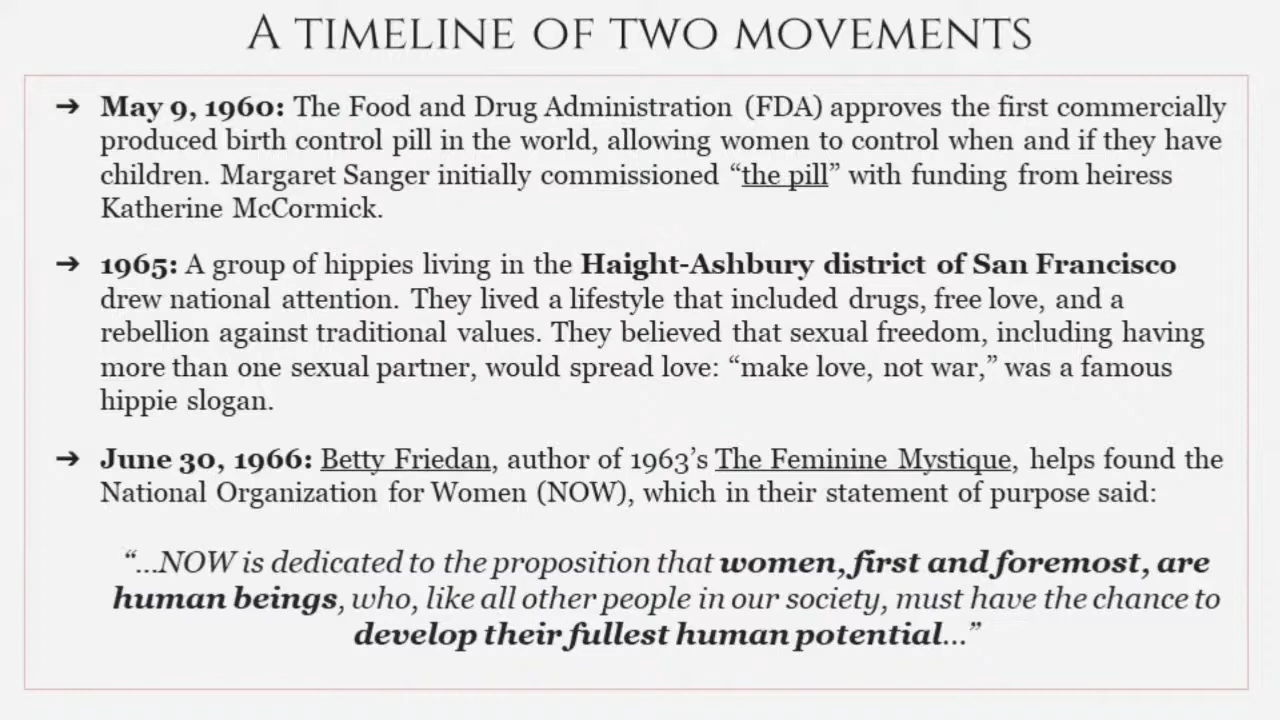 A TIMELINE OF TWO MOVEMENTS
➔ May 9, 1960: The Food and Drug Administration (FDA) approves the first commercially
produced birth control pill in the world, allowing women to control when and if they have
children. Margaret Sanger initially commissioned “the pill” with funding from heiress
Katherine McCormick.
➔ 1965: A group of hippies living in the Haight-Ashbury district of San Francisco
drew national attention. They lived a lifestyle that included drugs, free love, and a
rebellion against traditional values. They believed that sexual freedom, including having
more than one sexual partner, would spread love: “make love, not war,” was a famous
hippie slogan.
➔ June 30, 1966: Betty Friedan, author of 1963’s The Feminine Mystique, helps found the
National Organization for Women (NOW), which in their statement of purpose said:
“...NOW is dedicated to the proposition that women, first and foremost, are
human beings, who, like all other people in our society, must have the chance to
develop their fullest human potential...”